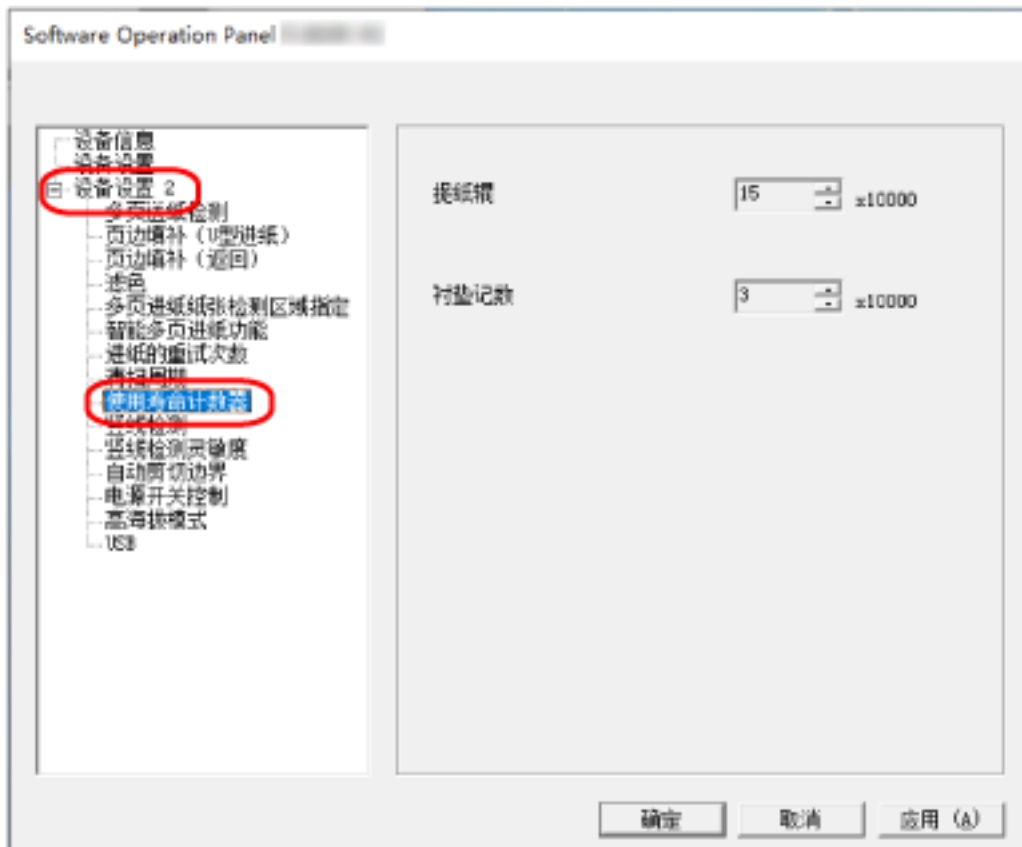 Software Operation Panel
设备信息
设备设置
设备设置 2
多页送纸检测
页边填补（U型进纸）
页边填补（返回）
滤色
多页进纸纸张检测区域指定
智能多页进纸功能
进纸的重试次数
清扫周期
使用寿命计数器
竖线检测
竖线检测灵敏度
自动剪切边界
电源开关控制
高海拔模式
USB
提纸辊 15 x10000
衬垫记数 3 x10000
确定 取消 应用 (A)